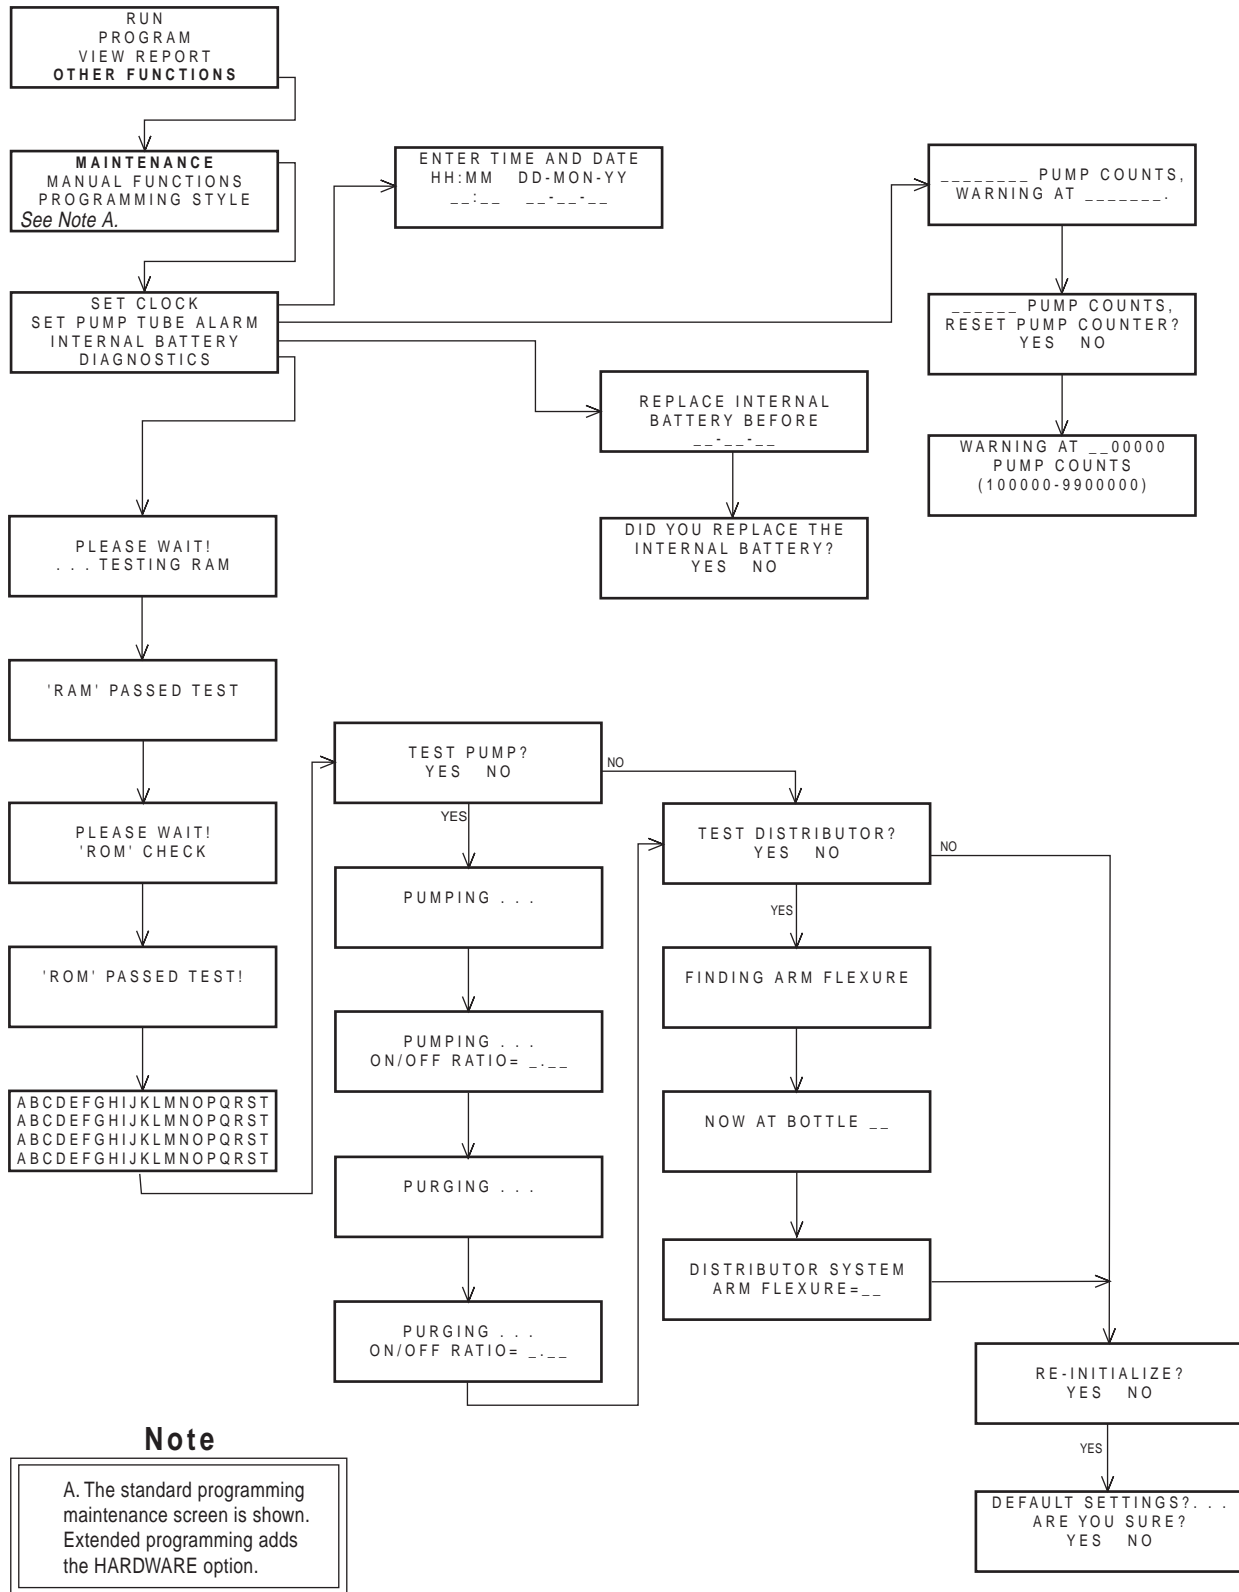 RUN
PROGRAM
VIEW REPORT
OTHER FUNCTIONS
MAINTENANCE
MANUAL FUNCTIONS
PROGRAMMING STYLE
See Note A.
ENTER TIME AND DATE
HH:MM DD-MON-YY
__:__ __-__-__
________ PUMP COUNTS,
WARNING AT _______.
SET CLOCK
SET PUMP TUBE ALARM
INTERNAL BATTERY
DIAGNOSTICS
______ PUMP COUNTS,
RESET PUMP COUNTER?
YES NO
REPLACE INTERNAL
BATTERY BEFORE
__-__-__
WARNING AT __00000
PUMP COUNTS
(100000-9900000)
DID YOU REPLACE THE
INTERNAL BATTERY?
YES NO
PLEASE WAIT!
. . . TESTING RAM
'RAM' PASSED TEST
PLEASE WAIT!
'ROM' CHECK
'ROM' PASSED TEST!
ABCDEFGHIJKLMNOPQRST
ABCDEFGHIJKLMNOPQRST
ABCDEFGHIJKLMNOPQRST
ABCDEFGHIJKLMNOPQRST
TEST PUMP?
YES NO
NO
YES
PUMPING . . .
PUMPING . . .
ON/OFF RATIO= _.__
PURGING . . .
PURGING . . .
ON/OFF RATIO= _.__
TEST DISTRIBUTOR?
YES NO
NO
YES
FINDING ARM FLEXURE
NOW AT BOTTLE __
DISTRIBUTOR SYSTEM
ARM FLEXURE=__
RE-INITIALIZE?
YES NO
YES
DEFAULT SETTINGS?. . .
ARE YOU SURE?
YES NO
Note
A. The standard programming
maintenance screen is shown.
Extended programming adds
the HARDWARE option.